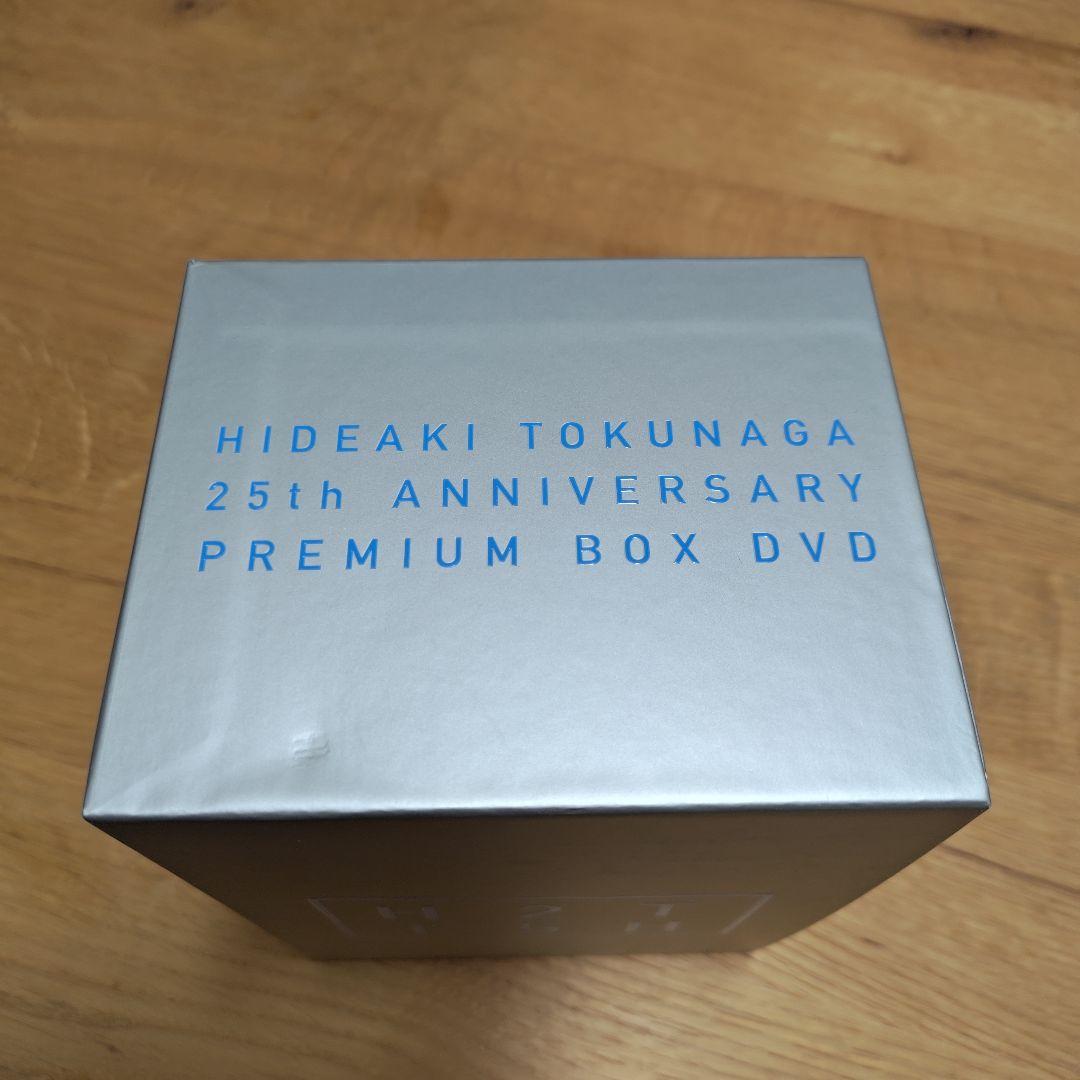 HIDEAKI TOKUNAGA
25th ANNIVERSARY
PREMIUM BOX DVD